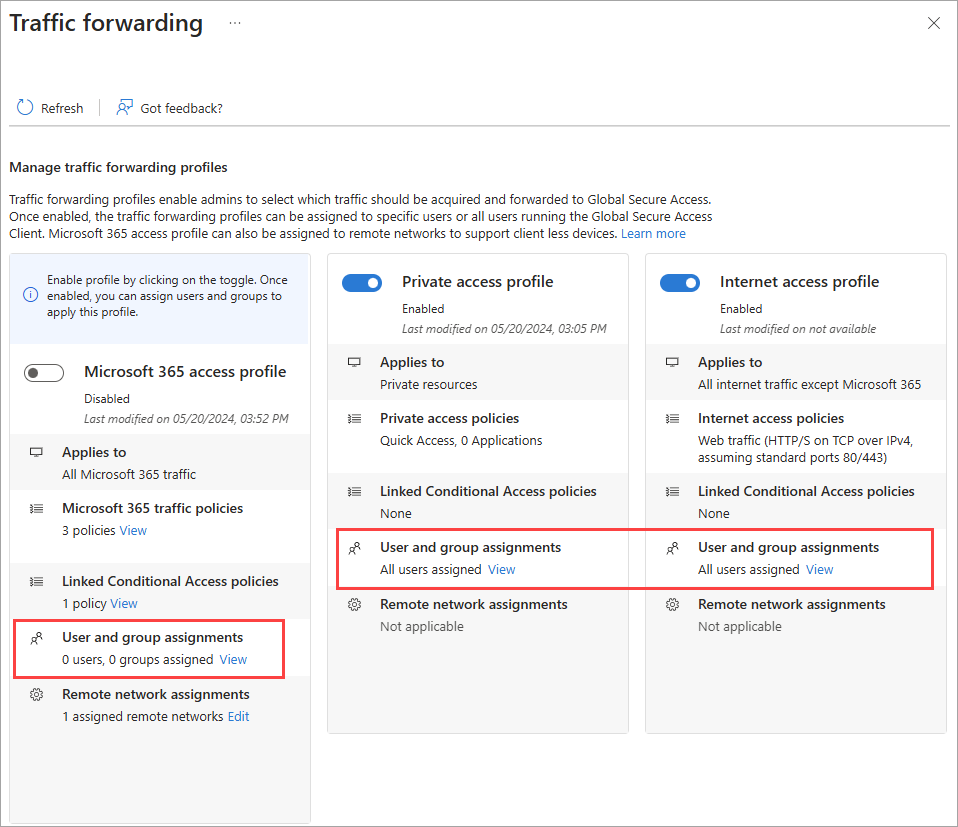 Traffic forwarding ...
Refresh
Got feedback?
Manage traffic forwarding profiles
Traffic forwarding profiles enable admins to select which traffic should be acquired and forwarded to Global Secure Access.
Once enabled, the traffic forwarding profiles can be assigned to specific users or all users running the Global Secure Access
Client. Microsoft 365 access profile can also be assigned to remote networks to support client less devices. Learn more
Enable profile by clicking on the toggle. Once
enabled, you can assign users and groups to
apply this profile.
Microsoft 365 access profile
Disabled
Last modified on 05/20/2024, 03:52 PM
Applies to
All Microsoft 365 traffic
Microsoft 365 traffic policies
3 policies View
Linked Conditional Access policies
1 policy View
User and group assignments
0 users, 0 groups assigned View
Remote network assignments
1 assigned remote networks Edit
Private access profile
Enabled
Last modified on 05/20/2024, 03:05 PM
Applies to
Private resources
Private access policies
Quick Access, 0 Applications
Linked Conditional Access policies
None
User and group assignments
All users assigned View
Remote network assignments
Not applicable
Internet access profile
Enabled
Last modified on not available
Applies to
All internet traffic except Microsoft 365
Internet access policies
Web traffic (HTTP/S on TCP over IPv4,
assuming standard ports 80/443)
Linked Conditional Access policies
None
User and group assignments
All users assigned View
Remote network assignments
Not applicable